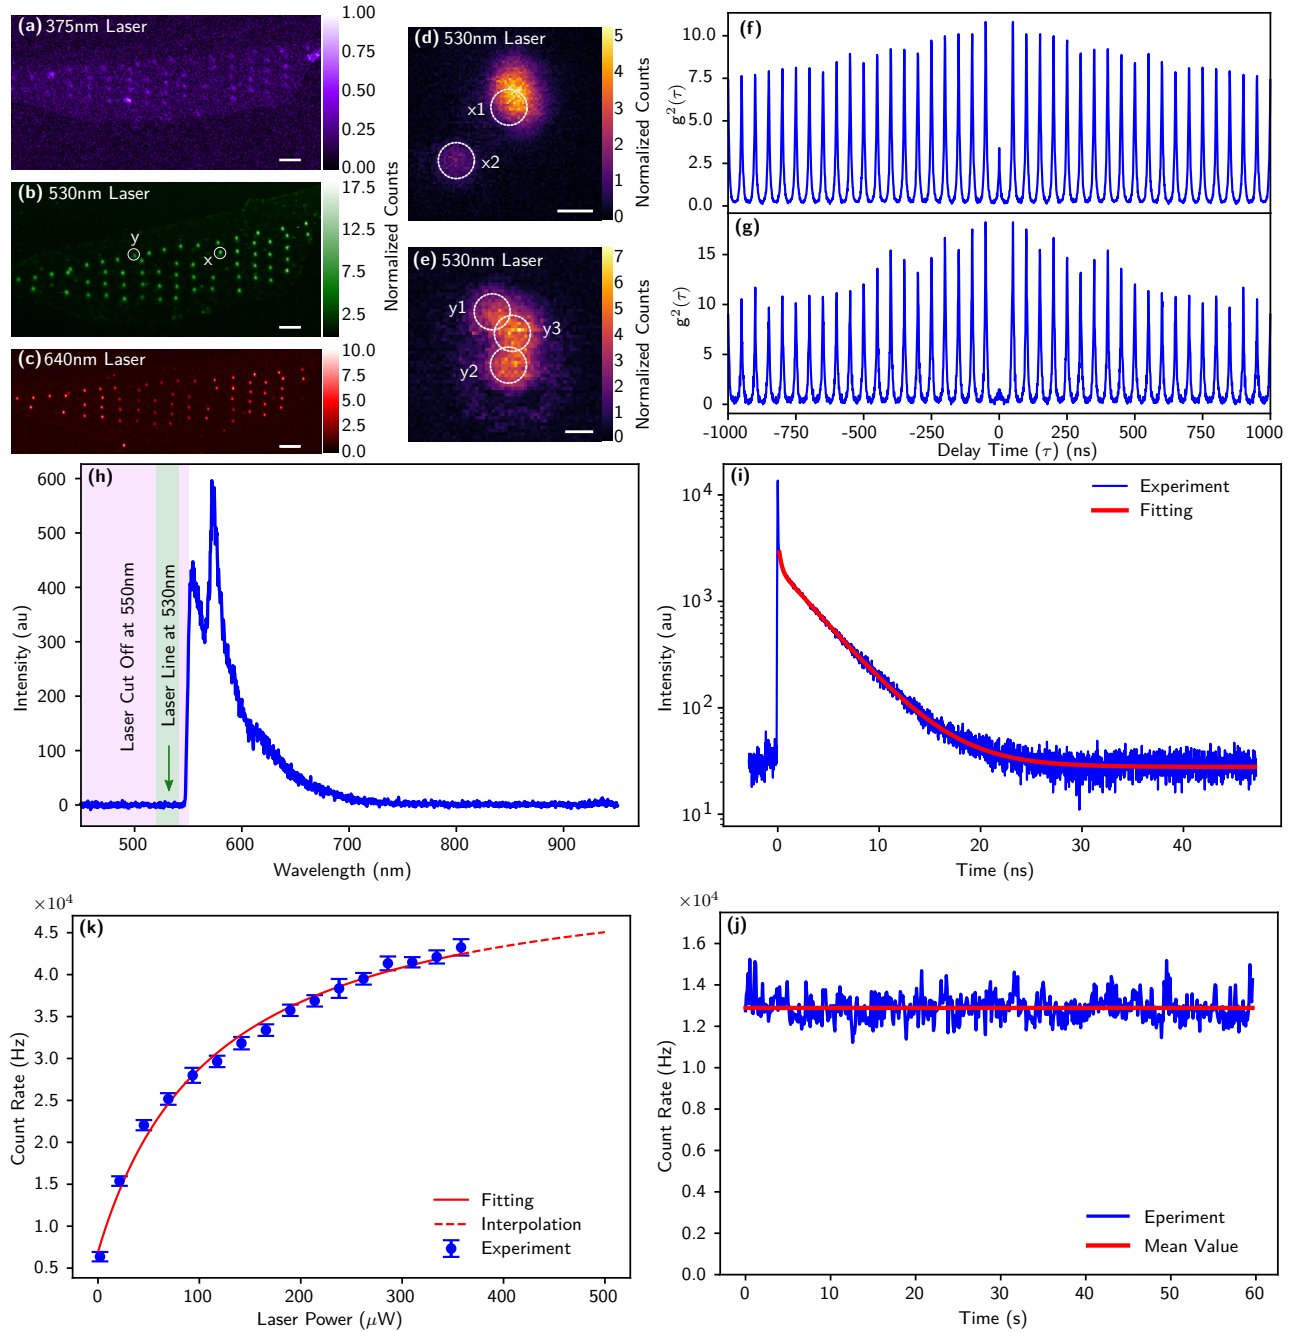 (a) 375nm Laser
1.00
0.75
0.50
0.25
0.00
(b) 530nm Laser
y
x
17.5
12.5
7.5
2.5
Normalized Counts
(c) 640nm Laser
10.0
7.5
5.0
2.5
0.0
(d) 530nm Laser
x1
x2
5
4
3
2
1
0
Normalized Counts
(e) 530nm Laser
y1
y3
y2
7
6
5
4
3
2
1
0
Normalized Counts
(f)
10.0
7.5
5.0
2.5
0.0
g²(τ)
(g)
15
10
5
0
g²(τ)
-1000 -750 -500 -250 0 250 500 750 1000
Delay Time (τ) (ns)
(h)
600
500
400
300
200
100
0
Intensity (au)
Laser Cut Off at 550nm
Laser Line at 530nm
500 600 700 800 900
Wavelength (nm)
(i)
Experiment
Fitting
10⁴
10³
10²
10¹
Intensity (au)
0 10 20 30 40
Time (ns)
×10⁴
(k)
4.5
4.0
3.5
3.0
2.5
2.0
1.5
1.0
0.5
Count Rate (Hz)
Fitting
Interpolation
Experiment
0 100 200 300 400 500
Laser Power (μW)
×10⁴
(j)
1.6
1.4
1.2
1.0
0.8
0.6
0.4
0.2
0.0
Count Rate (Hz)
Eperiment
Mean Value
0 10 20 30 40 50 60
Time (s)